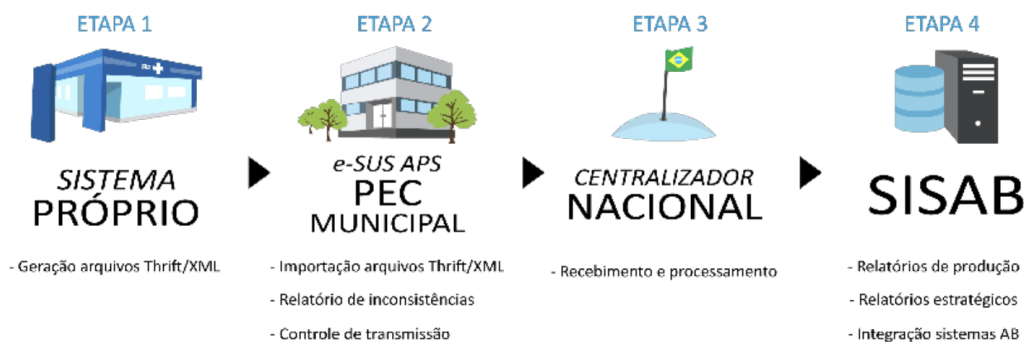 ETAPA 1
SISTEMA
PRÓPRIO
- Geração arquivos Thrift/XML
ETAPA 2
e-SUS APS
PEC
MUNICIPAL
- Importação arquivos Thrift/XML
- Relatório de inconsistências
- Controle de transmissão
ETAPA 3
CENTRALIZADOR
NACIONAL
- Recebimento e processamento
ETAPA 4
SISAB
- Relatórios de produção
- Relatórios estratégicos
- Integração sistemas AB